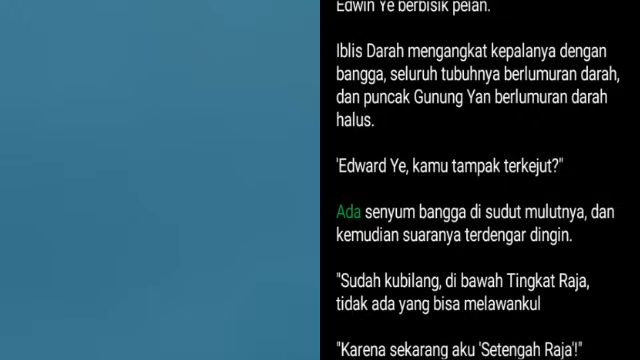 Edwin Ye berbisik pelan.
Iblis Darah mengangkat kepalanya dengan
bangga, seluruh tubuhnya berlumuran darah,
dan puncak Gunung Yan berlumuran darah
halus.
'Edward Ye, kamu tampak terkejut?"
Ada senyum bangga di sudut mulutnya, dan
kemudian suaranya terdengar dingin.
"Sudah kubilang, di bawah Tingkat Raja,
tidak ada yang bisa melawankul
"Karena sekarang aku 'Setengah Raja'!"